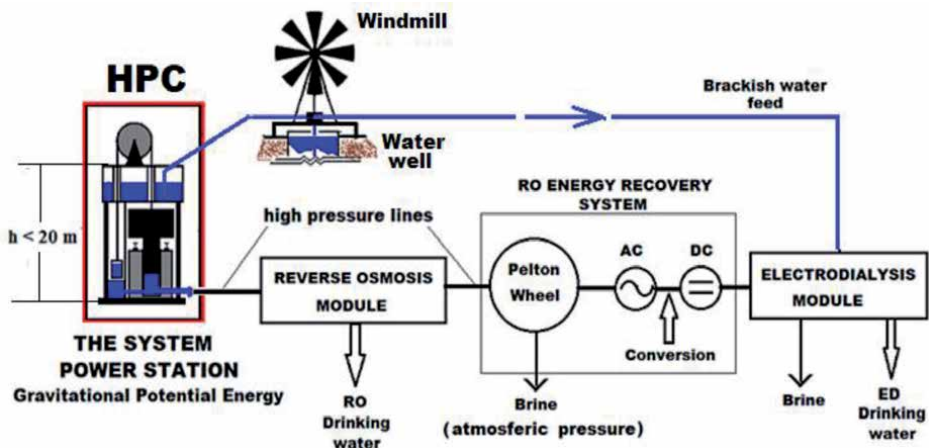 Windmill
HPC
Brackish water
feed
Water
well
RO ENERGY RECOVERY
SYSTEM
h < 20 m
high pressure lines
AC
DC
Pelton
Wheel
REVERSE OSMOSIS
MODULE
ELECTRODIALYSIS
MODULE
Conversion
THE SYSTEM
POWER STATION
Gravitational Potential Energy
RO
Drinking
water
Brine
(atmosferic pressure)
Brine
ED
Drinking
water